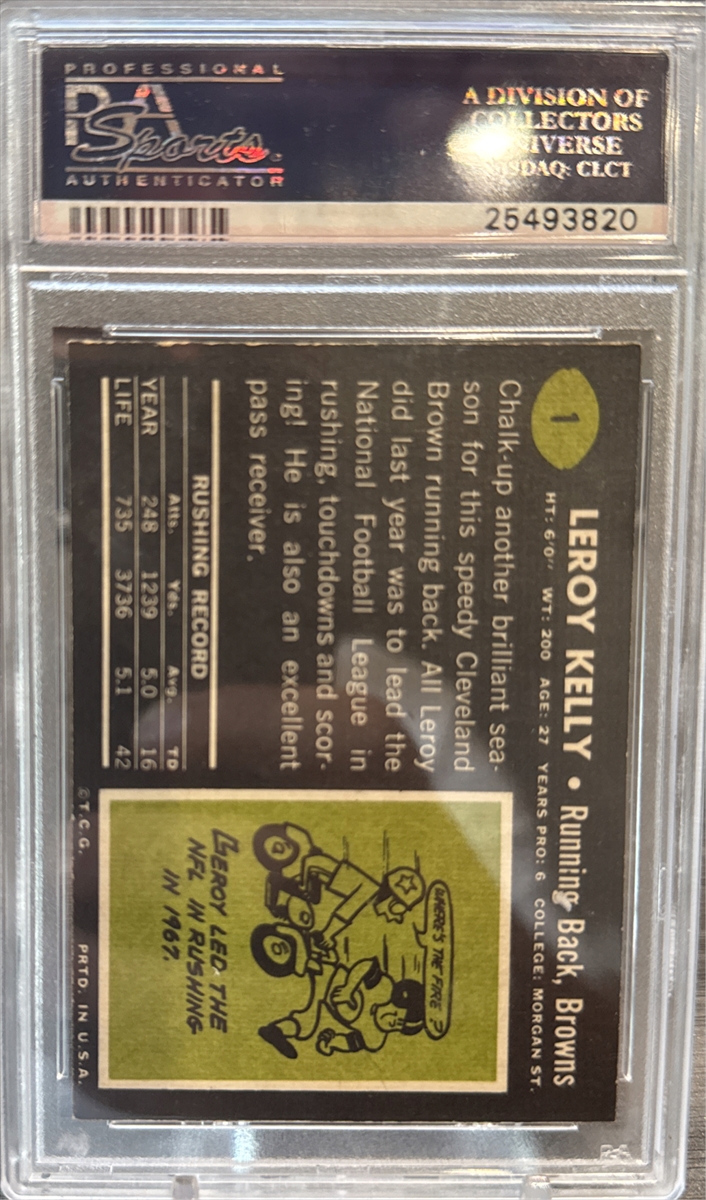 PROFESSIONAL
PSA
Sports.
AUTHENTICATOR
A DIVISION OF
COLLECTORS
UNIVERSE
NASDAQ: CLCT
25493820
1
LEROY KELLY • Running Back, Browns
HT: 6'0" WT: 200 AGE: 27 YEARS PRO: 6 COLLEGE: MORGAN ST.
Chalk-up another brilliant sea-
son for this speedy Cleveland
Brown running back. All Leroy
did last year was to lead the
National Football League in
rushing, touchdowns and scor-
ing! He is also an excellent
pass receiver.
RUSHING RECORD
Atts. Yds. Avg. TD
YEAR 248 1239 5.0 16
LIFE 735 3736 5.1 42
WHERE'S THE FIRE?
LEROY LED THE
NFL IN RUSHING
IN 1967.
©T.C.G. PRTD. IN U.S.A.